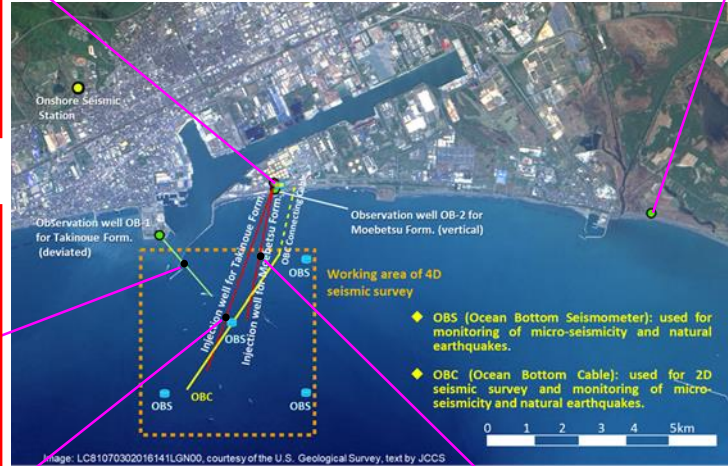 Onshore Seismic
Station
Observation well OB-1
for Takinoue Form.
(deviated)
Observation well OB-2 for
Moebetsu Form. (vertical)
Injection well for Takinoue Form.
Injection well for Moebetsu Form.
OBC Connecting Cable
OBS
Working area of 4D
seismic survey
OBS
OBS
OBC
OBS
◆ OBS (Ocean Bottom Seismometer): used for
monitoring of micro-seismicity and natural
earthquakes.
◆ OBC (Ocean Bottom Cable): used for 2D
seismic survey and monitoring of micro-
seismicity and natural earthquakes.
0 1 2 3 4 5km
Image: LC81070302016141LGN00, courtesy of the U.S. Geological Survey, text by JCCS